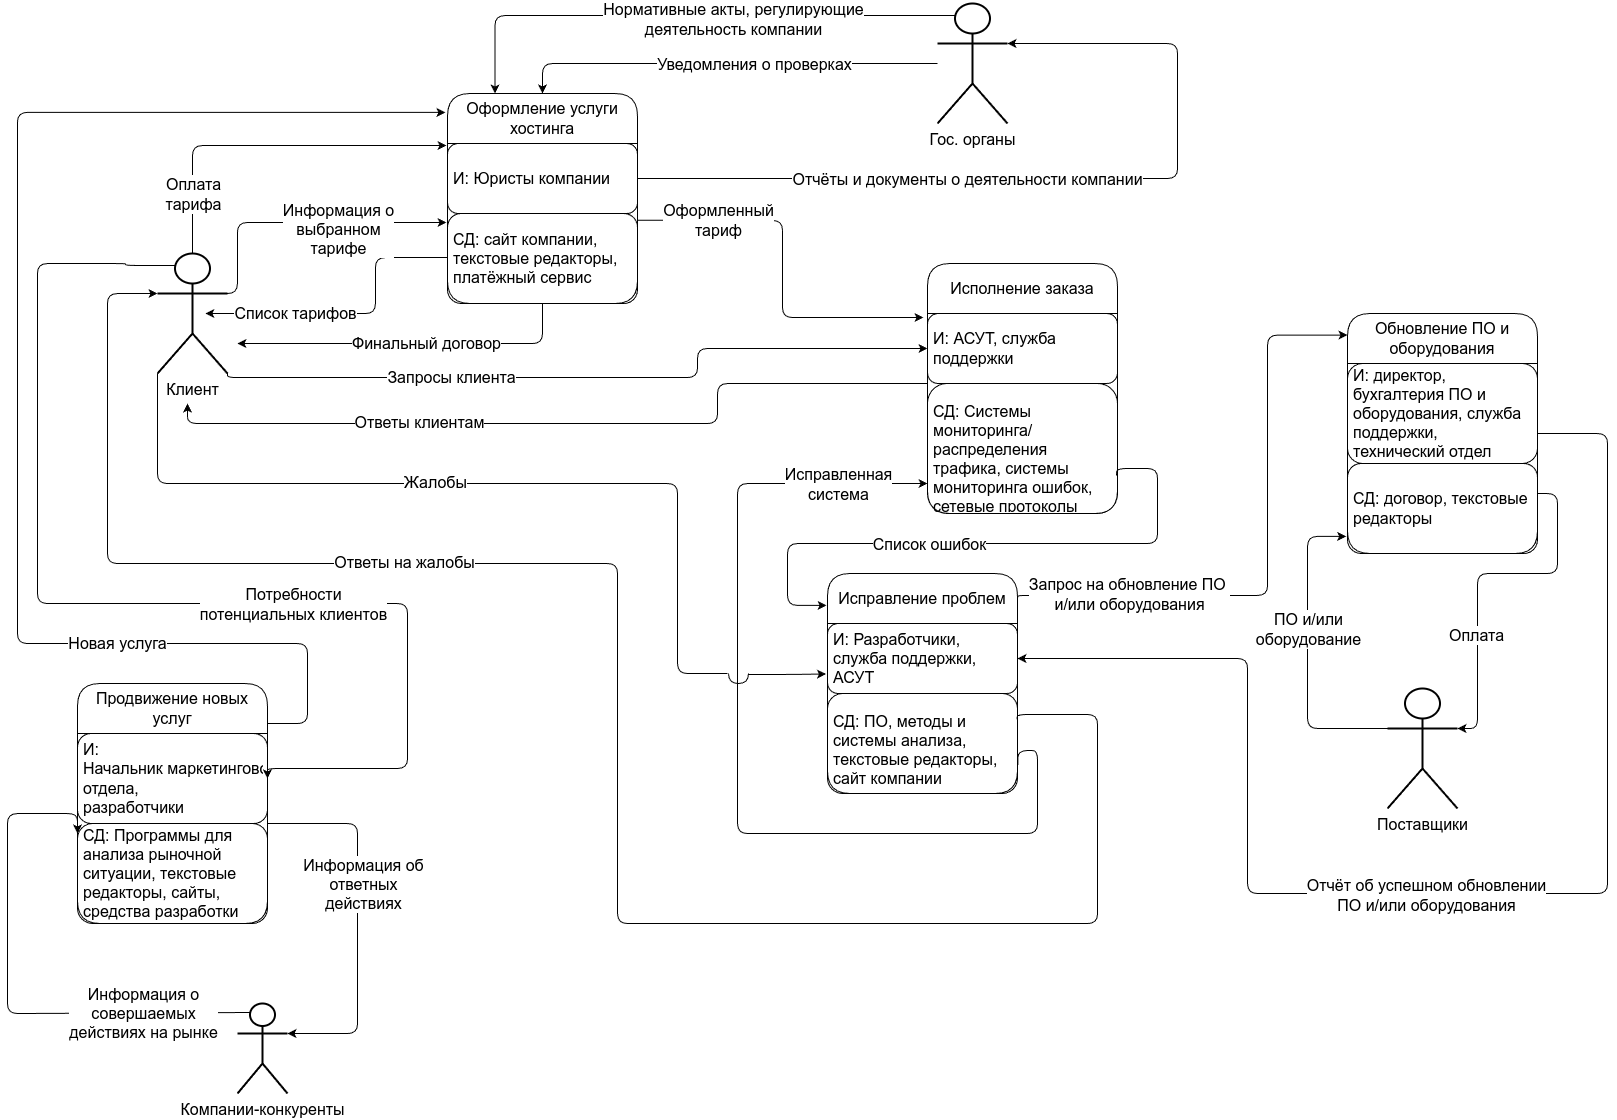 Нормативные акты, регулирующие
деятельность компании
Уведомления о проверках
Гос. органы
Оформление услуги
хостинга
И: Юристы компании
СД: сайт компании,
текстовые редакторы,
платёжный сервис
Отчёты и документы о деятельности компании
Оплата
тарифа
Информация о
выбранном
тарифе
Оформленный
тариф
Список тарифов
Финальный договор
Запросы клиента
Клиент
Ответы клиентам
Исполнение заказа
И: АСУТ, служба
поддержки
СД: Системы
мониторинга/
распределения
трафика, системы
мониторинга ошибок,
сетевые протоколы
Обновление ПО и
оборудования
И: директор,
бухгалтерия ПО и
оборудования, служба
поддержки,
технический отдел
СД: договор, текстовые
редакторы
Жалобы
Исправленная
система
Список ошибок
Ответы на жалобы
Потребности
потенциальных клиентов
Новая услуга
Исправление проблем
И: Разработчики,
служба поддержки,
АСУТ
СД: ПО, методы и
системы анализа,
текстовые редакторы,
сайт компании
Запрос на обновление ПО
и/или оборудования
ПО и/или
оборудование
Оплата
Поставщики
Продвижение новых
услуг
И:
Начальник маркетингово
отдела,
разработчики
СД: Программы для
анализа рыночной
ситуации, текстовые
редакторы, сайты,
средства разработки
Информация об
ответных
действиях
Отчёт об успешном обновлении
ПО и/или оборудования
Информация о
совершаемых
действиях на рынке
Компании-конкуренты